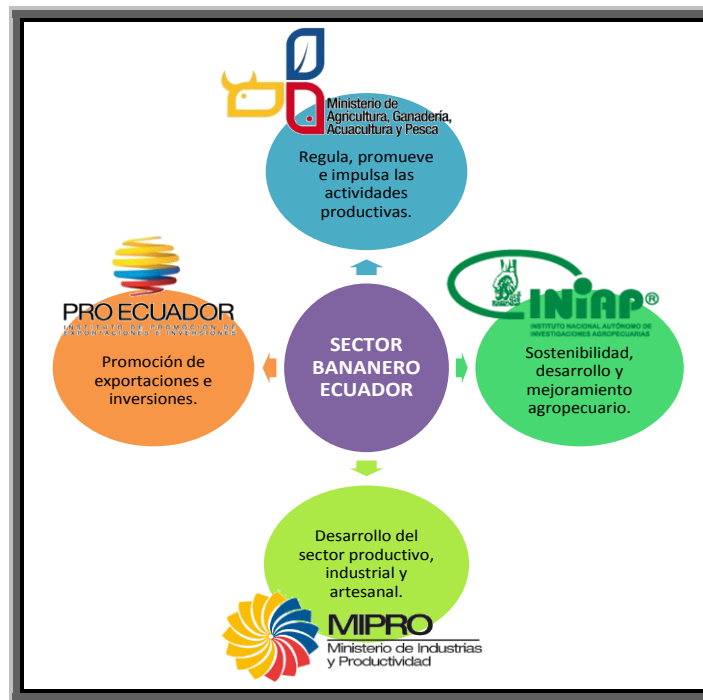 Ministerio de
Agricultura, Ganadería,
Acuacultura y Pesca
Regula, promueve
e impulsa las
actividades
productivas.
PRO ECUADOR
INSTITUTO DE PROMOCIÓN DE
EXPORTACIONES E INVERSIONES
Promoción de
exportaciones e
inversiones.
SECTOR
BANANERO
ECUADOR
INIAP®
INSTITUTO NACIONAL AUTÓNOMO DE
INVESTIGACIONES AGROPECUARIAS
Sostenibilidad,
desarrollo y
mejoramiento
agropecuario.
Desarrollo del
sector productivo,
industrial y
artesanal.
MIPRO
Ministerio de Industrias
y Productividad